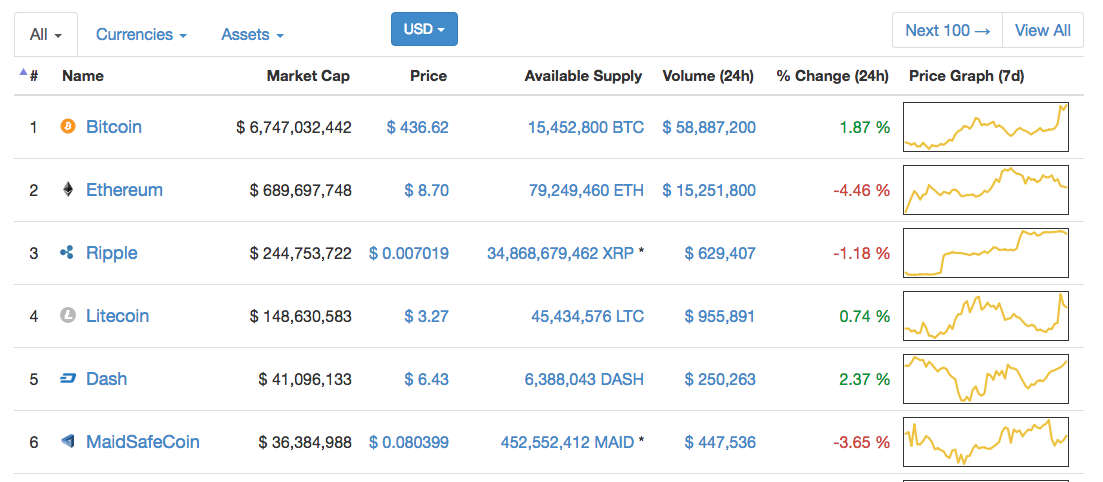 All Currencies Assets USD Next 100 → View All
# Name Market Cap Price Available Supply Volume (24h) % Change (24h) Price Graph (7d)
1 Bitcoin $ 6,747,032,442 $ 436.62 15,452,800 BTC $ 58,887,200 1.87 %
2 Ethereum $ 689,697,748 $ 8.70 79,249,460 ETH $ 15,251,800 -4.46 %
3 Ripple $ 244,753,722 $ 0.007019 34,868,679,462 XRP * $ 629,407 -1.18 %
4 Litecoin $ 148,630,583 $ 3.27 45,434,576 LTC $ 955,891 0.74 %
5 Dash $ 41,096,133 $ 6.43 6,388,043 DASH $ 250,263 2.37 %
6 MaidSafeCoin $ 36,384,988 $ 0.080399 452,552,412 MAID * $ 447,536 -3.65 %